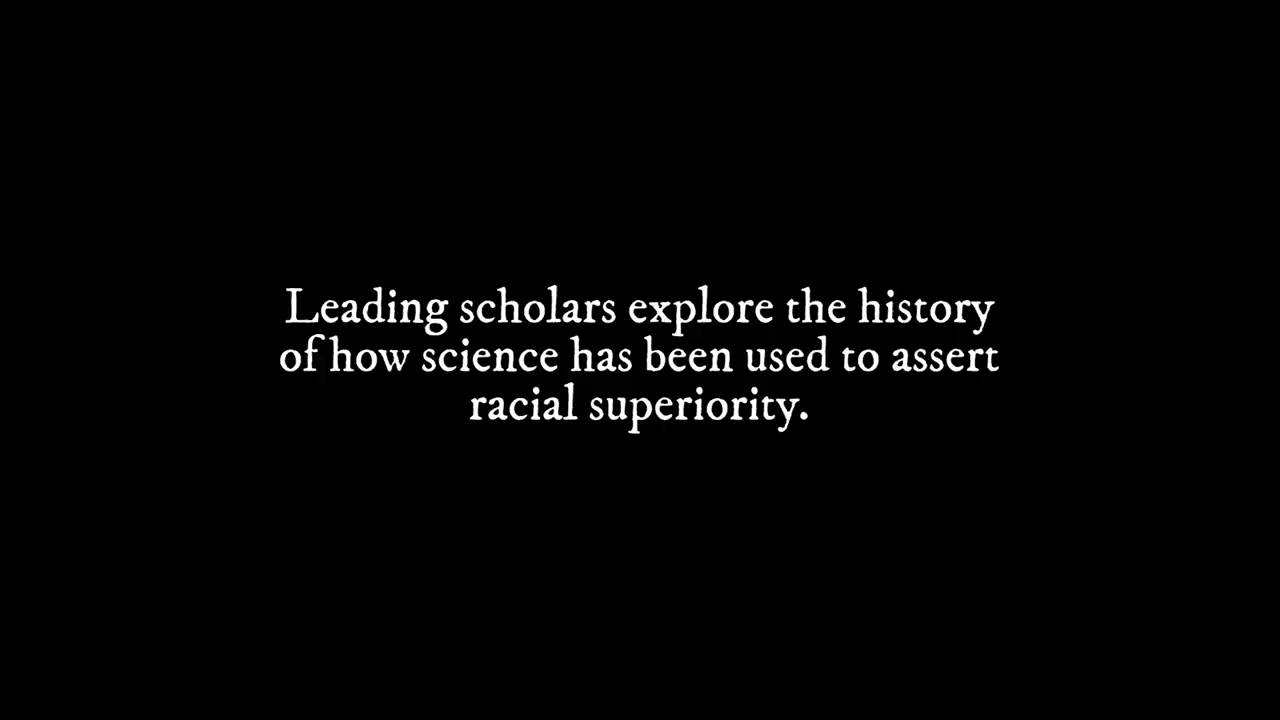 Leading scholars explore the history
of how science has been used to assert
racial superiority.